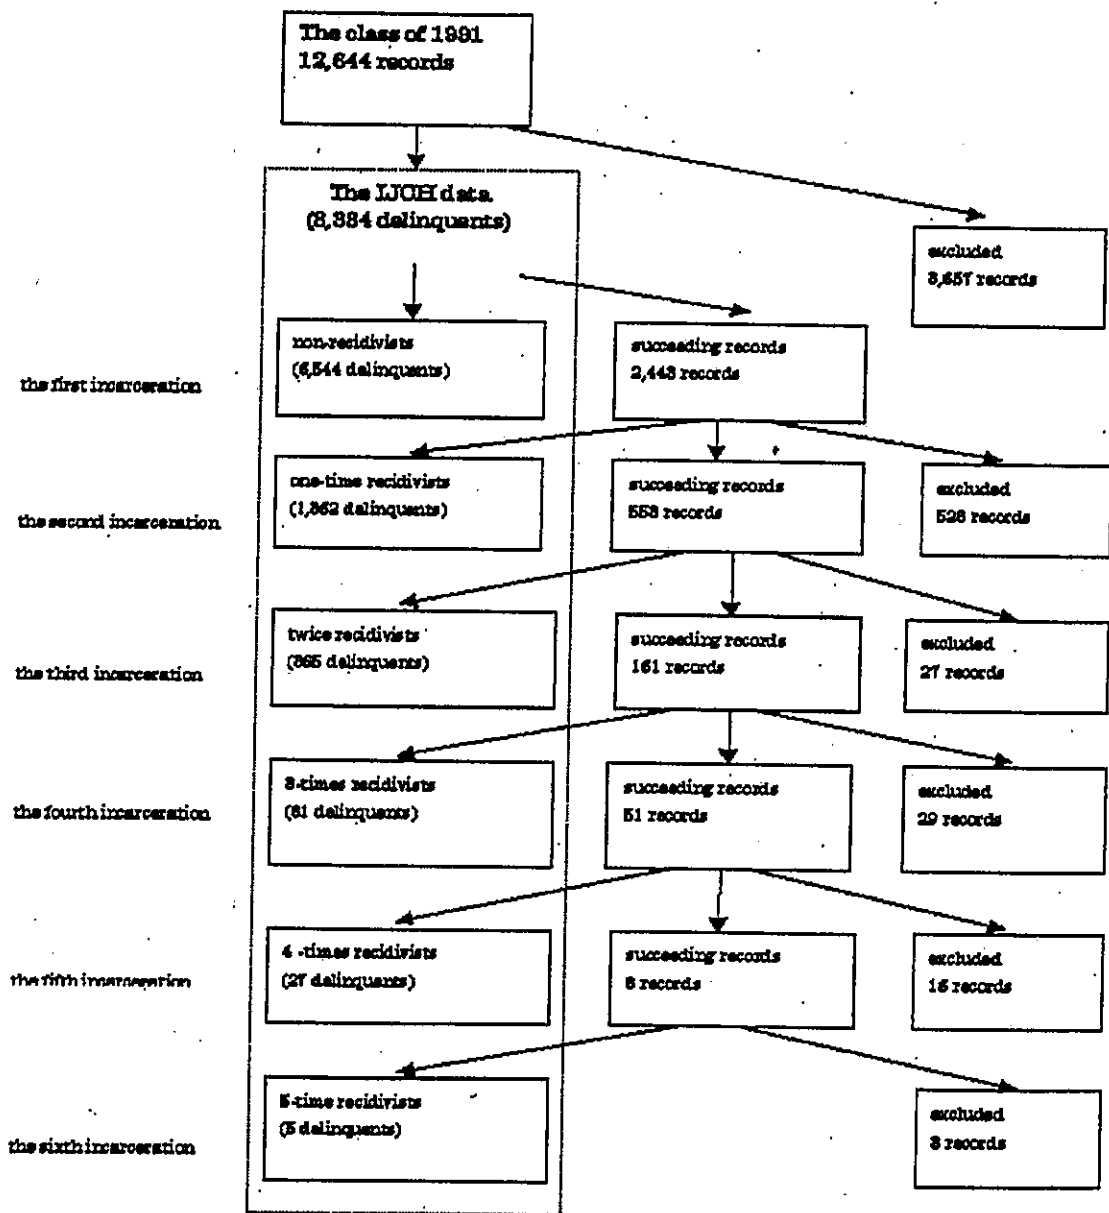 The class of 1991
12,644 records
The data
(8,384 delinquents)
excluded
3,657 records
the first incarceration
non-recidivists
(6,544 delinquents)
succeeding records
2,443 records
the second incarceration
one-time recidivists
(1,362 delinquents)
succeeding records
553 records
excluded
528 records
the third incarceration
twice recidivists
(365 delinquents)
succeeding records
161 records
excluded
27 records
the fourth incarceration
3-times recidivists
(81 delinquents)
succeeding records
51 records
excluded
29 records
the fifth incarceration
4 -times recidivists
(27 delinquents)
succeeding records
8 records
excluded
16 records
the sixth incarceration
5-time recidivists
(5 delinquents)
excluded
3 records